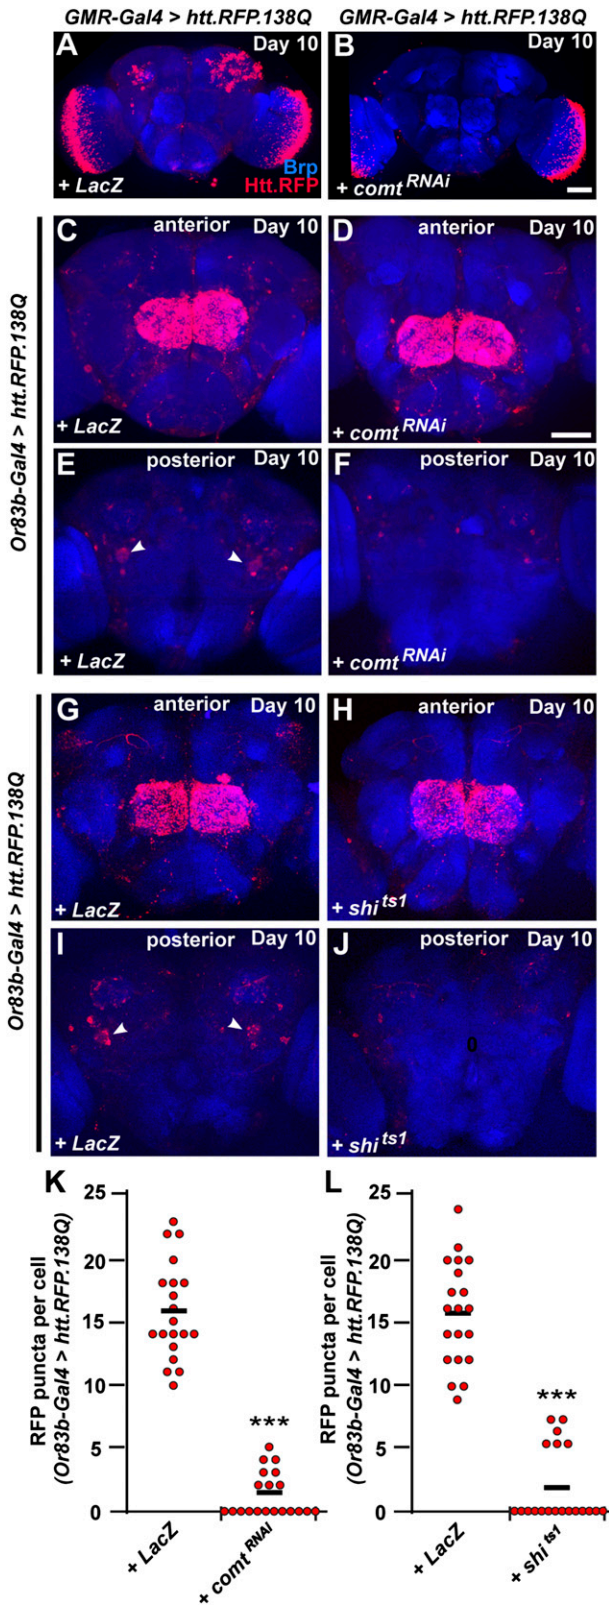 GMR-Gal4 > htt.RFP.138Q GMR-Gal4 > htt.RFP.138Q
A Day 10
Brp
+ LacZ Htt.RFP
B Day 10
+ comt RNAi
Or83b-Gal4 > htt.RFP.138Q
C anterior Day 10
+ LacZ
D anterior Day 10
+ comt RNAi
E posterior Day 10
+ LacZ
F posterior Day 10
+ comt RNAi
Or83b-Gal4 > htt.RFP.138Q
G anterior Day 10
+ LacZ
H anterior Day 10
+ shi ts1
I posterior Day 10
+ LacZ
J posterior Day 10
0
+ shi ts1
K
RFP puncta per cell
(Or83b-Gal4 > htt.RFP.138Q)
25
20
15
10
5
0
***
+ LacZ
+ comt RNAi
L
RFP puncta per cell
(Or83b-Gal4 > htt.RFP.138Q)
25
20
15
10
5
0
***
+ LacZ
+ shi ts1